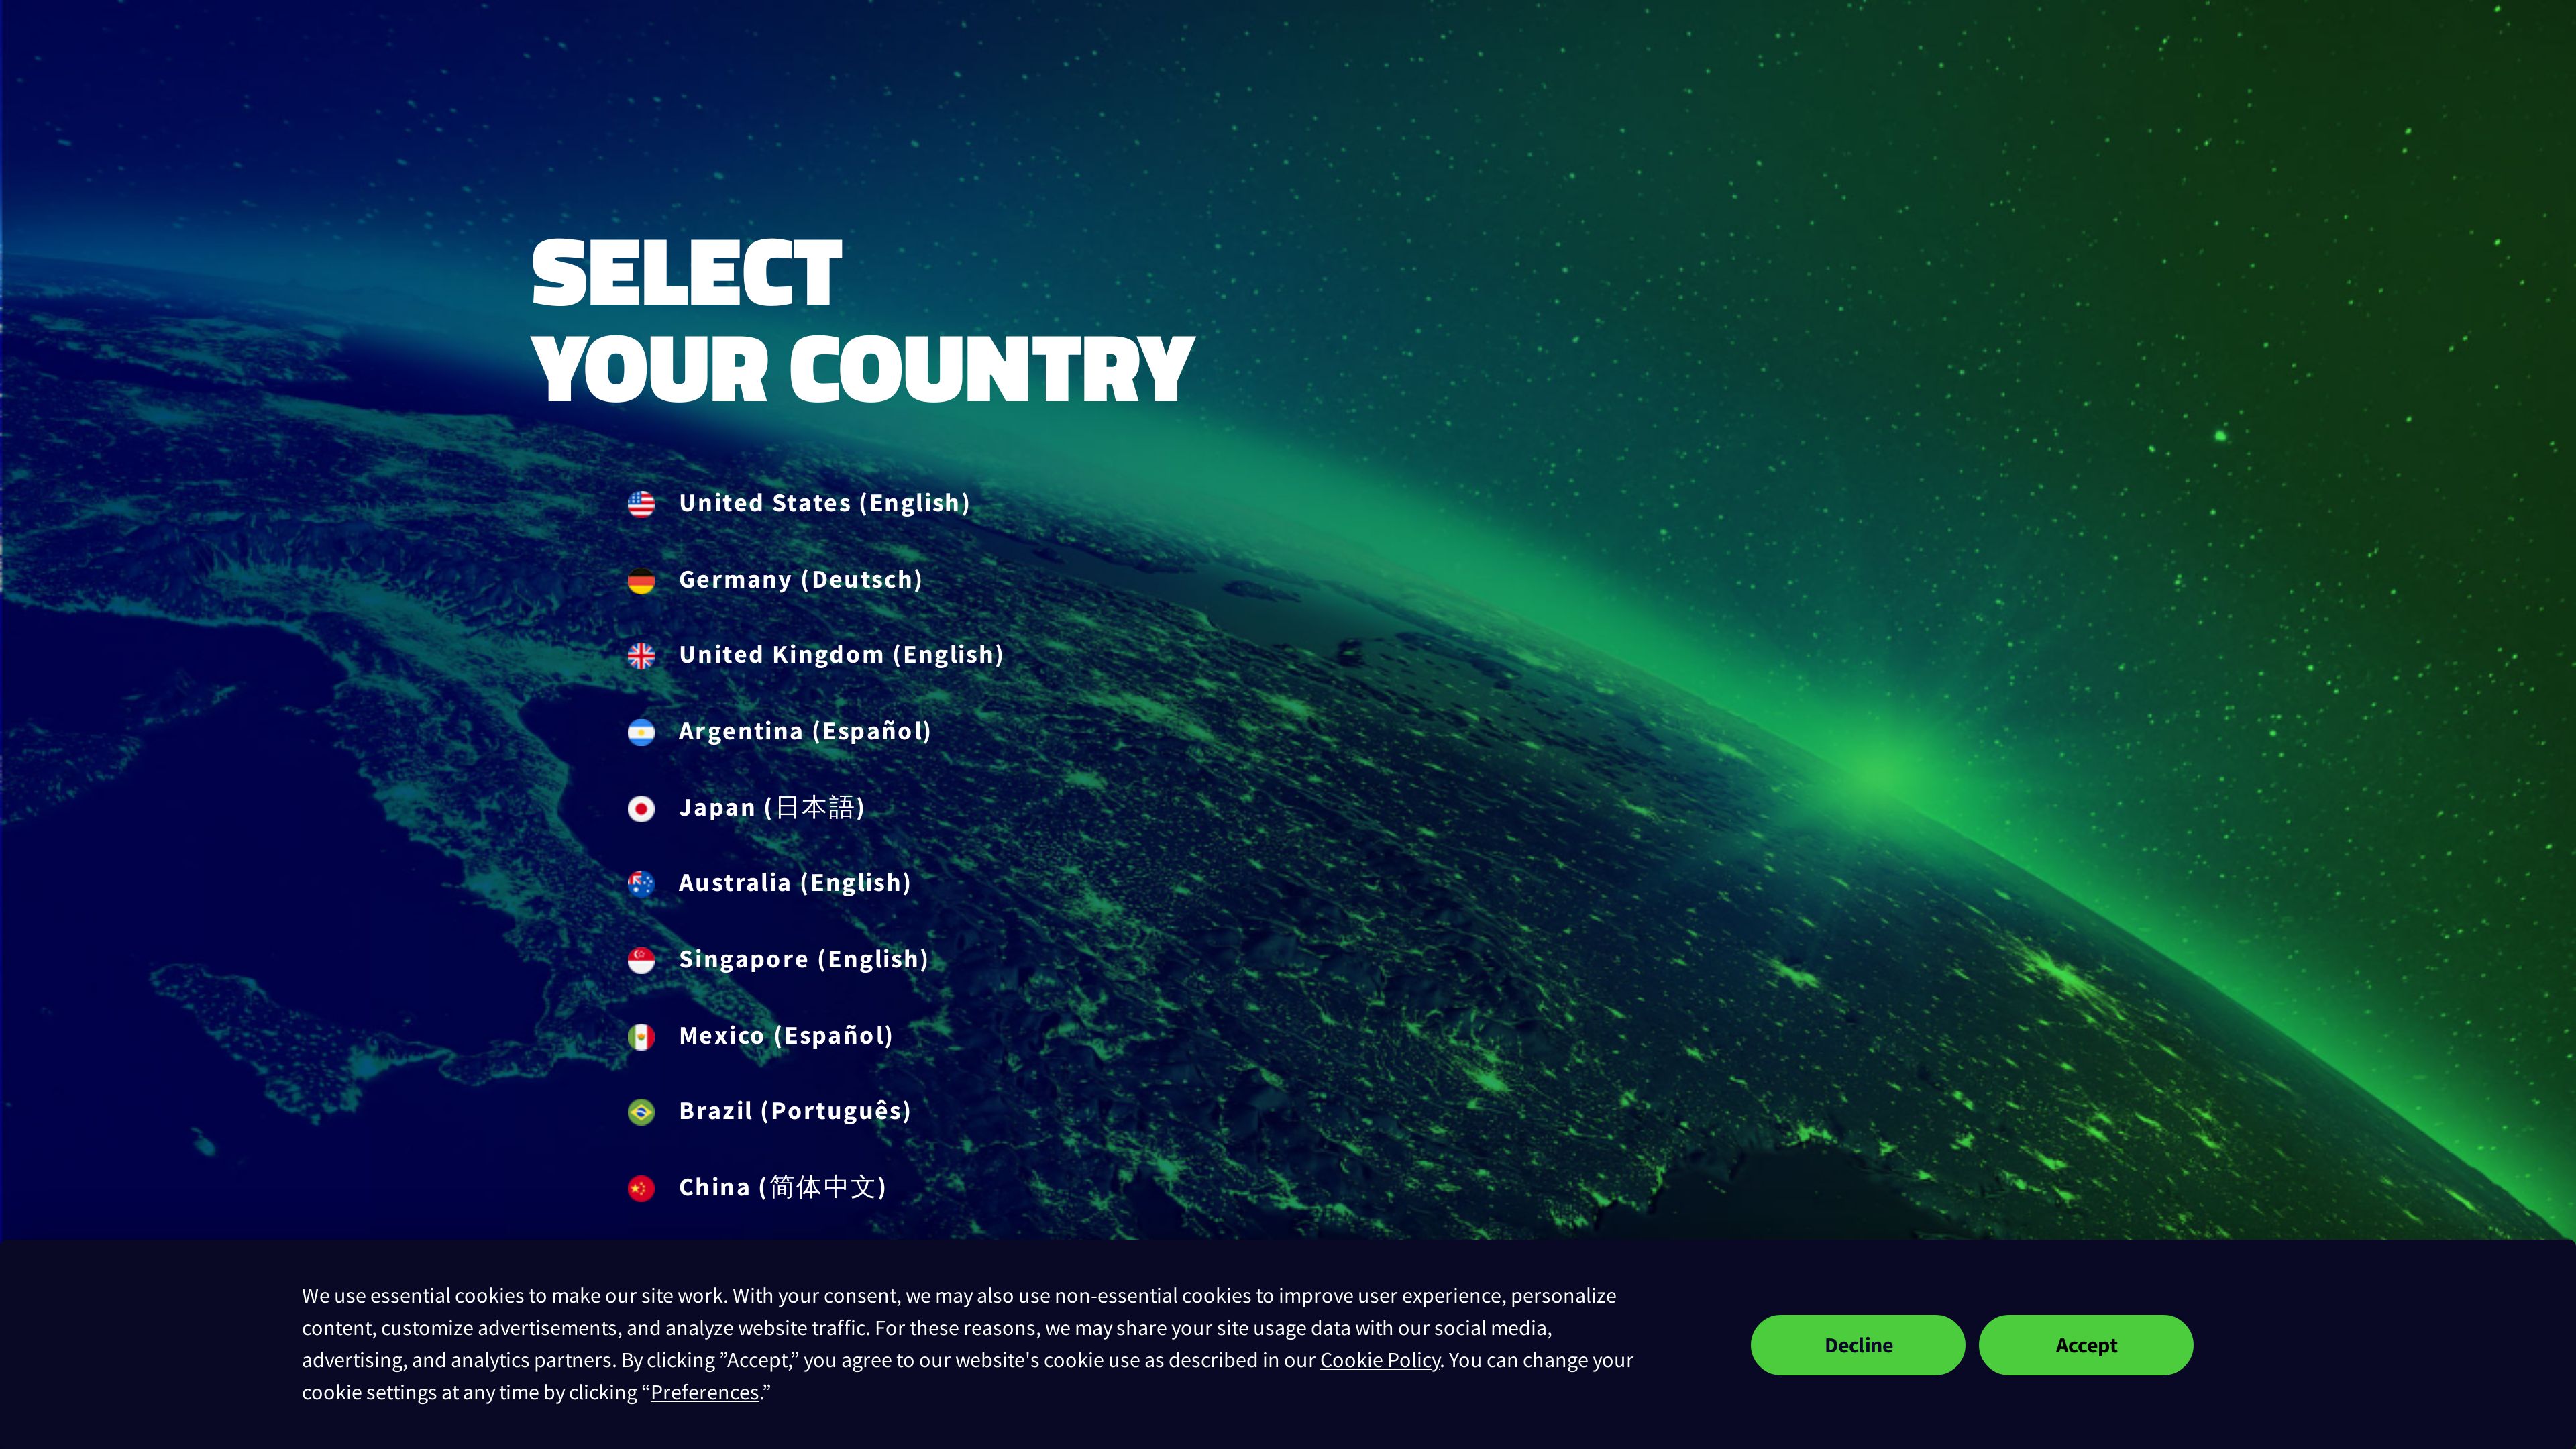 SELECT
YOUR COUNTRY
United States (English)
Germany (Deutsch)
United Kingdom (English)
Argentina (Español)
Japan (日本語)
Australia (English)
Singapore (English)
Mexico (Español)
Brazil (Português)
China (简体中文)
We use essential cookies to make our site work. With your consent, we may also use non-essential cookies to improve user experience, personalize
content, customize advertisements, and analyze website traffic. For these reasons, we may share your site usage data with our social media,
advertising, and analytics partners. By clicking ”Accept,” you agree to our website's cookie use as described in our Cookie Policy. You can change your
cookie settings at any time by clicking “Preferences.”
Decline
Accept